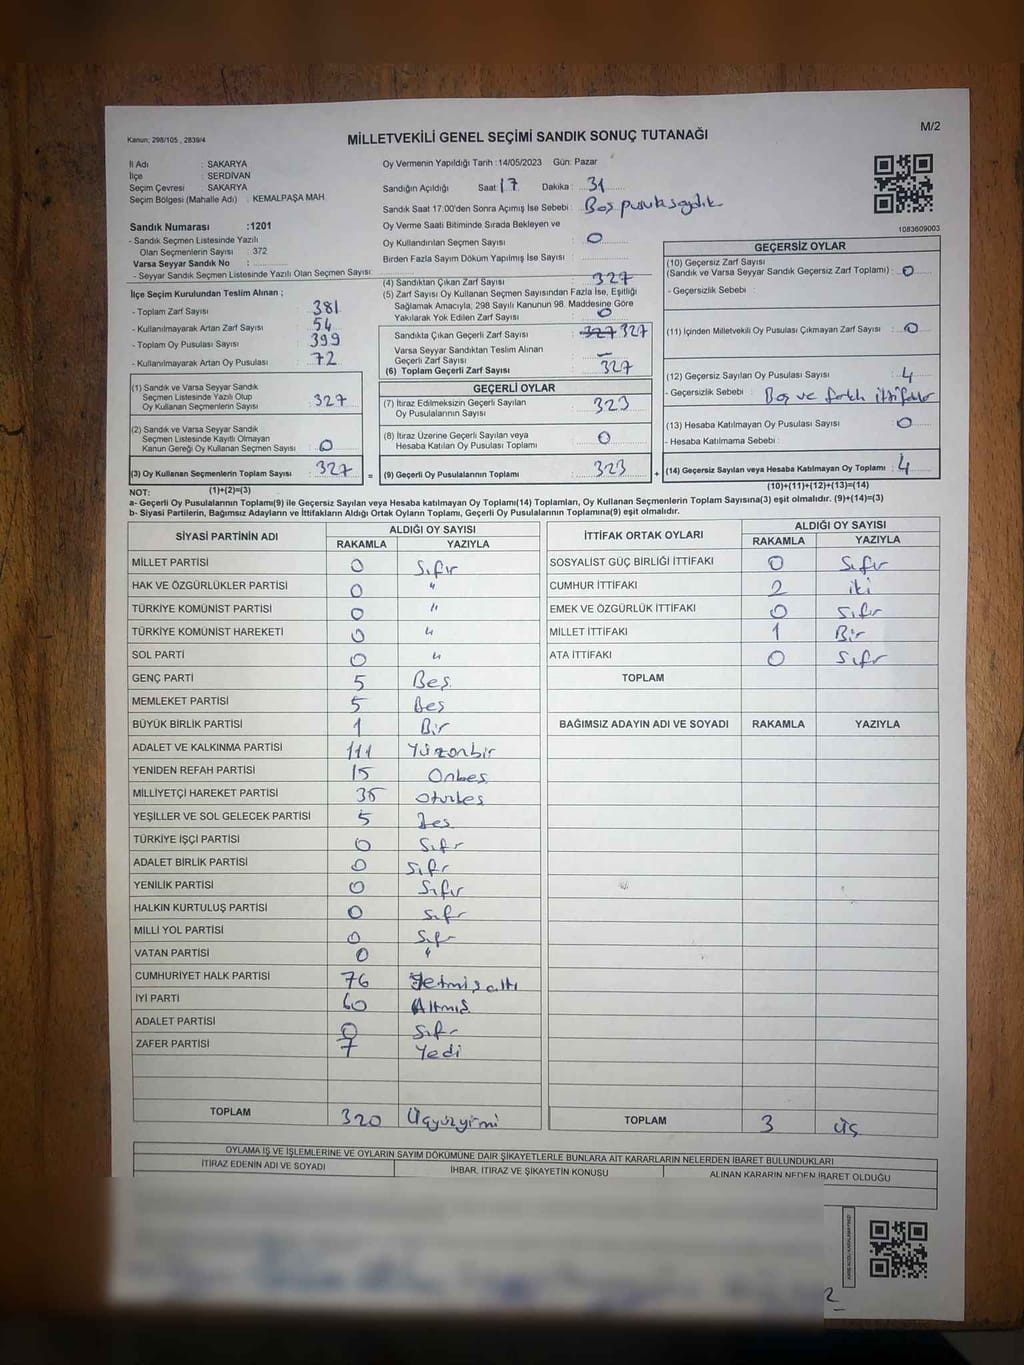 Kanun; 298/105 , 2839/4
M/2
MİLLETVEKİLİ GENEL SEÇİMİ SANDIK SONUÇ TUTANAĞI
İl Adı : SAKARYA
İlçe : SERDİVAN
Seçim Çevresi : SAKARYA
Seçim Bölgesi (Mahalle Adı) : KEMALPAŞA MAH.
Sandık Numarası :1201
- Sandık Seçmen Listesinde Yazılı
Olan Seçmenlerin Sayısı : 372
Varsa Seyyar Sandık No :
- Seyyar Sandık Seçmen Listesinde Yazılı Olan Seçmen Sayısı:
Oy Vermenin Yapıldığı Tarih :14/05/2023 Gün: Pazar
Sandığın Açıldığı Saat 17 Dakika : 31
Sandık Saat 17.00'den Sonra Açımış İse Sebebi : Boş pusula saydık
Oy Verme Saati Bitiminde Sırada Bekleyen ve
Oy Kullandırılan Seçmen Sayısı : 0
Birden Fazla Sayım Döküm Yapılmış İse Sayısı :
1083609003
İlçe Seçim Kurulundan Teslim Alınan ;
- Toplam Zarf Sayısı : 381
- Kullanılmayarak Artan Zarf Sayısı : 54
- Toplam Oy Pusulası Sayısı : 399
- Kullanılmayarak Artan Oy Pusulası : 72
(1) Sandık ve Varsa Seyyar Sandık
Seçmen Listesinde Yazılı Olup
Oy Kullanan Seçmenlerin Sayısı : 327
(2) Sandık ve Varsa Seyyar Sandık
Seçmen Listesinde Kayıtlı Olmayan
Kanun Gereği Oy Kullanan Seçmen Sayısı : 0
(3) Oy Kullanan Seçmenlerin Toplam Sayısı : 327 =
(1)+(2)=(3)
(4) Sandıktan Çıkan Zarf Sayısı : 327
(5) Zarf Sayısı Oy Kullanan Seçmen Sayısından Fazla İse, Eşitliği
Sağlamak Amacıyla; 298 Sayılı Kanunun 98. Maddesine Göre
Yakılarak Yok Edilen Zarf Sayısı : 0
Sandıkta Çıkan Geçerli Zarf Sayısı : 327 327
Varsa Seyyar Sandıktan Teslim Alınan
Geçerli Zarf Sayısı : –
(6) Toplam Geçerli Zarf Sayısı : 327
GEÇERLİ OYLAR
(7) İtiraz Edilmeksizin Geçerli Sayılan
Oy Pusulalarının Sayısı : 323
(8) İtiraz Üzerine Geçerli Sayılan veya
Hesaba Katılan Oy Pusulası Toplamı : 0
(9) Geçerli Oy Pusulalarının Toplamı : 323 +
GEÇERSİZ OYLAR
(10) Geçersiz Zarf Sayısı
(Sandık ve Varsa Seyyar Sandık Geçersiz Zarf Toplamı) : 0
- Geçersizlik Sebebi :
(11) İçinden Milletvekili Oy Pusulası Çıkmayan Zarf Sayısı : 0
(12) Geçersiz Sayılan Oy Pusulası Sayısı : 4
- Geçersizlik Sebebi : Boş ve farklı ittifaklar
(13) Hesaba Katılmayan Oy Pusulası Sayısı : 0
- Hesaba Katılmama Sebebi :
(14) Geçersiz Sayılan veya Hesaba Katılmayan Oy Toplamı : 4
(10)+(11)+(12)+(13)=(14)
NOT:
a- Geçerli Oy Pusulalarının Toplamı(9) ile Geçersiz Sayılan veya Hesaba katılmayan Oy Toplamı(14) Toplamları, Oy Kullanan Seçmenlerin Toplam Sayısına(3) eşit olmalıdır. (9)+(14)=(3)
b- Siyasi Partilerin, Bağımsız Adayların ve İttifakların Aldığı Ortak Oyların Toplamı, Geçerli Oy Pusulalarının Toplamına(9) eşit olmalıdır.
SİYASİ PARTİNİN ADI ALDIĞI OY SAYISI
RAKAMLA YAZIYLA
MİLLET PARTİSİ 0 Sıfır
HAK VE ÖZGÜRLÜKLER PARTİSİ 0 "
TÜRKİYE KOMÜNİST PARTİSİ 0 "
TÜRKİYE KOMÜNİST HAREKETİ 0 "
SOL PARTİ 0 "
GENÇ PARTİ 5 Beş
MEMLEKET PARTİSİ 5 Beş
BÜYÜK BİRLİK PARTİSİ 1 Bir
ADALET VE KALKINMA PARTİSİ 111 Yüzonbir
YENİDEN REFAH PARTİSİ 15 Onbeş
MİLLİYETÇİ HAREKET PARTİSİ 35 Otuzbeş
YEŞİLLER VE SOL GELECEK PARTİSİ 5 Beş
TÜRKİYE İŞÇİ PARTİSİ 0 Sıfır
ADALET BİRLİK PARTİSİ 0 Sıfır
YENİLİK PARTİSİ 0 Sıfır
HALKIN KURTULUŞ PARTİSİ 0 Sıfır
MİLLİ YOL PARTİSİ 0 Sıfır
VATAN PARTİSİ 0 "
CUMHURİYET HALK PARTİSİ 76 Yetmişaltı
İYİ PARTİ 60 Altmış
ADALET PARTİSİ 0 Sıfır
ZAFER PARTİSİ 7 Yedi
TOPLAM 320 Üçyüzyirmi
İTTİFAK ORTAK OYLARI ALDIĞI OY SAYISI
RAKAMLA YAZIYLA
SOSYALİST GÜÇ BİRLİĞİ İTTİFAKI 0 Sıfır
CUMHUR İTTİFAKI 2 iki
EMEK VE ÖZGÜRLÜK İTTİFAKI 0 Sıfır
MİLLET İTTİFAKI 1 Bir
ATA İTTİFAKI 0 Sıfır
TOPLAM
BAĞIMSIZ ADAYIN ADI VE SOYADI RAKAMLA YAZIYLA
TOPLAM 3 üç
OYLAMA İŞ VE İŞLEMLERİNE VE OYLARIN SAYIM DÖKÜMÜNE DAİR ŞİKAYETLERLE BUNLARA AİT KARARLARIN NELERDEN İBARET BULUNDUKLARI
İTİRAZ EDENİN ADI VE SOYADI İHBAR, İTİRAZ VE ŞİKAYETİN KONUSU ALINAN KARARIN NEDEN İBARET OLDUĞU